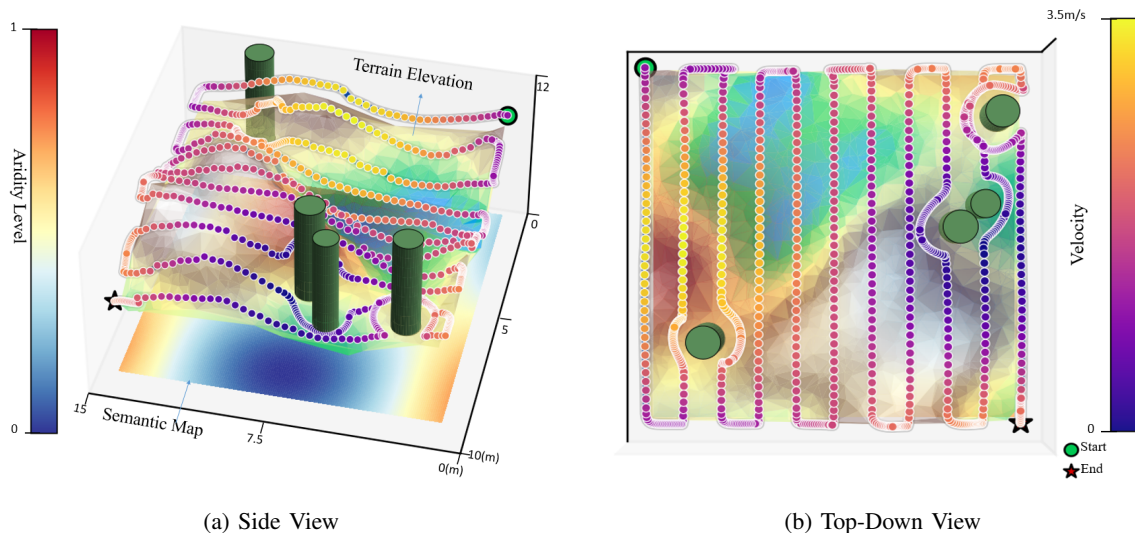 1
Aridity Level
0
Terrain Elevation
12
0
5
10(m)
0(m)
7.5
15
Semantic Map
3.5m/s
Velocity
0
Start
End
(a) Side View
(b) Top-Down View